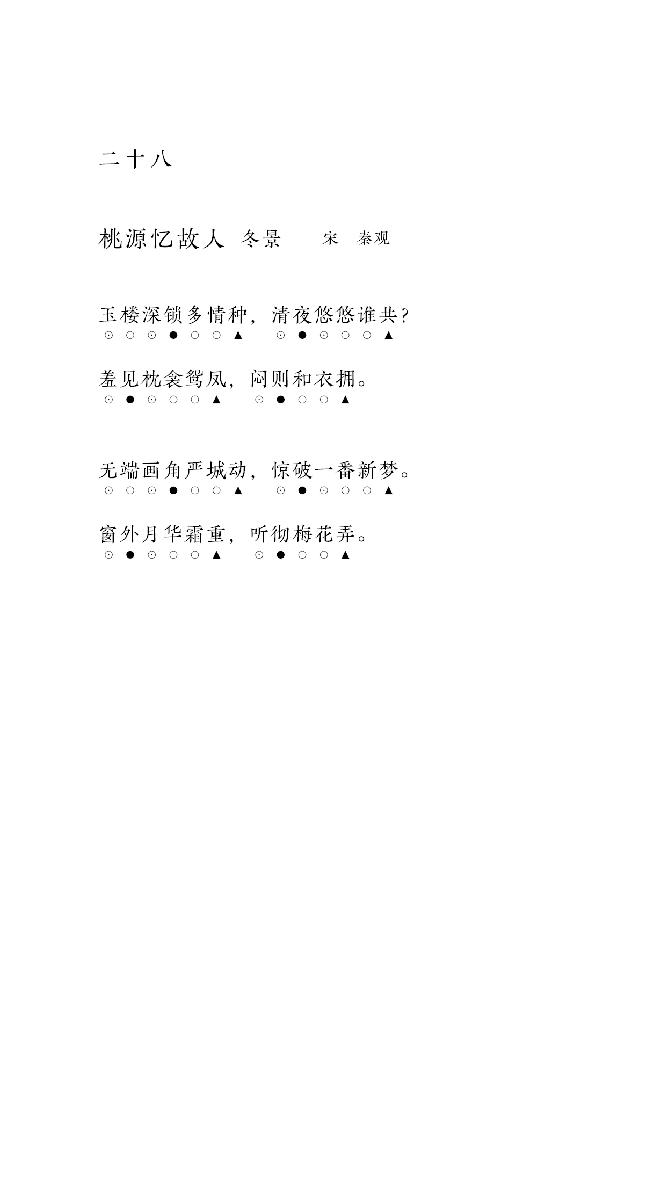 二十八
桃源忆故人 冬景 宋 秦观
玉楼深锁多情种，清夜悠悠谁共？
⊙ ○ ⊙ ● ○ ○ ▲ ⊙ ● ⊙ ○ ○ ▲
羞见枕衾鸳凤，闷则和衣拥。
⊙ ● ⊙ ○ ○ ▲ ⊙ ● ○ ○ ▲
无端画角严城动，惊破一番新梦。
⊙ ○ ⊙ ● ○ ○ ▲ ⊙ ● ⊙ ○ ○ ▲
窗外月华霜重，听彻梅花弄。
⊙ ● ⊙ ○ ○ ▲ ⊙ ● ○ ○ ▲